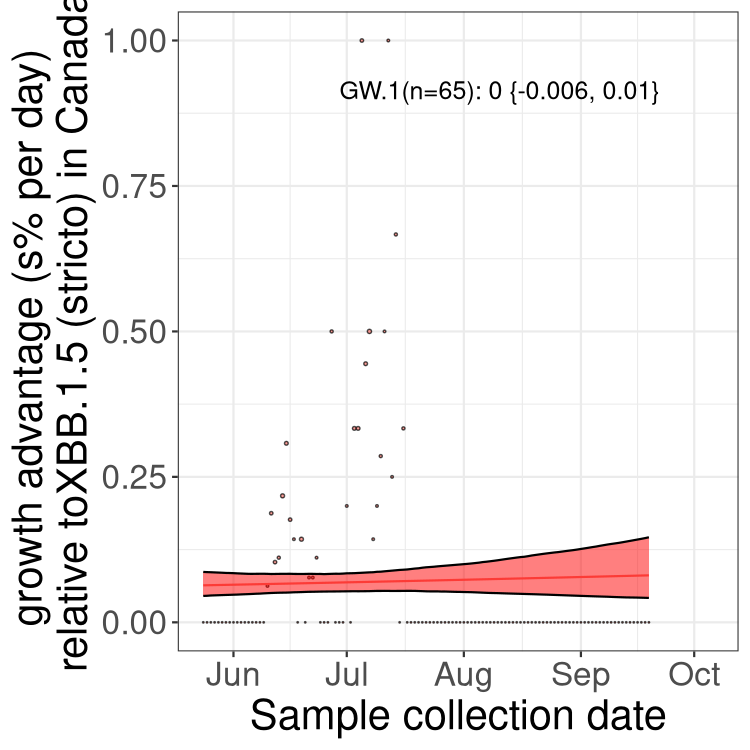 growth advantage (s% per day)
relative toXBB.1.5 (stricto) in Canada
1.00
0.75
0.50
0.25
0.00
GW.1(n=65): 0 {-0.006, 0.01}
Jun Jul Aug Sep Oct
Sample collection date